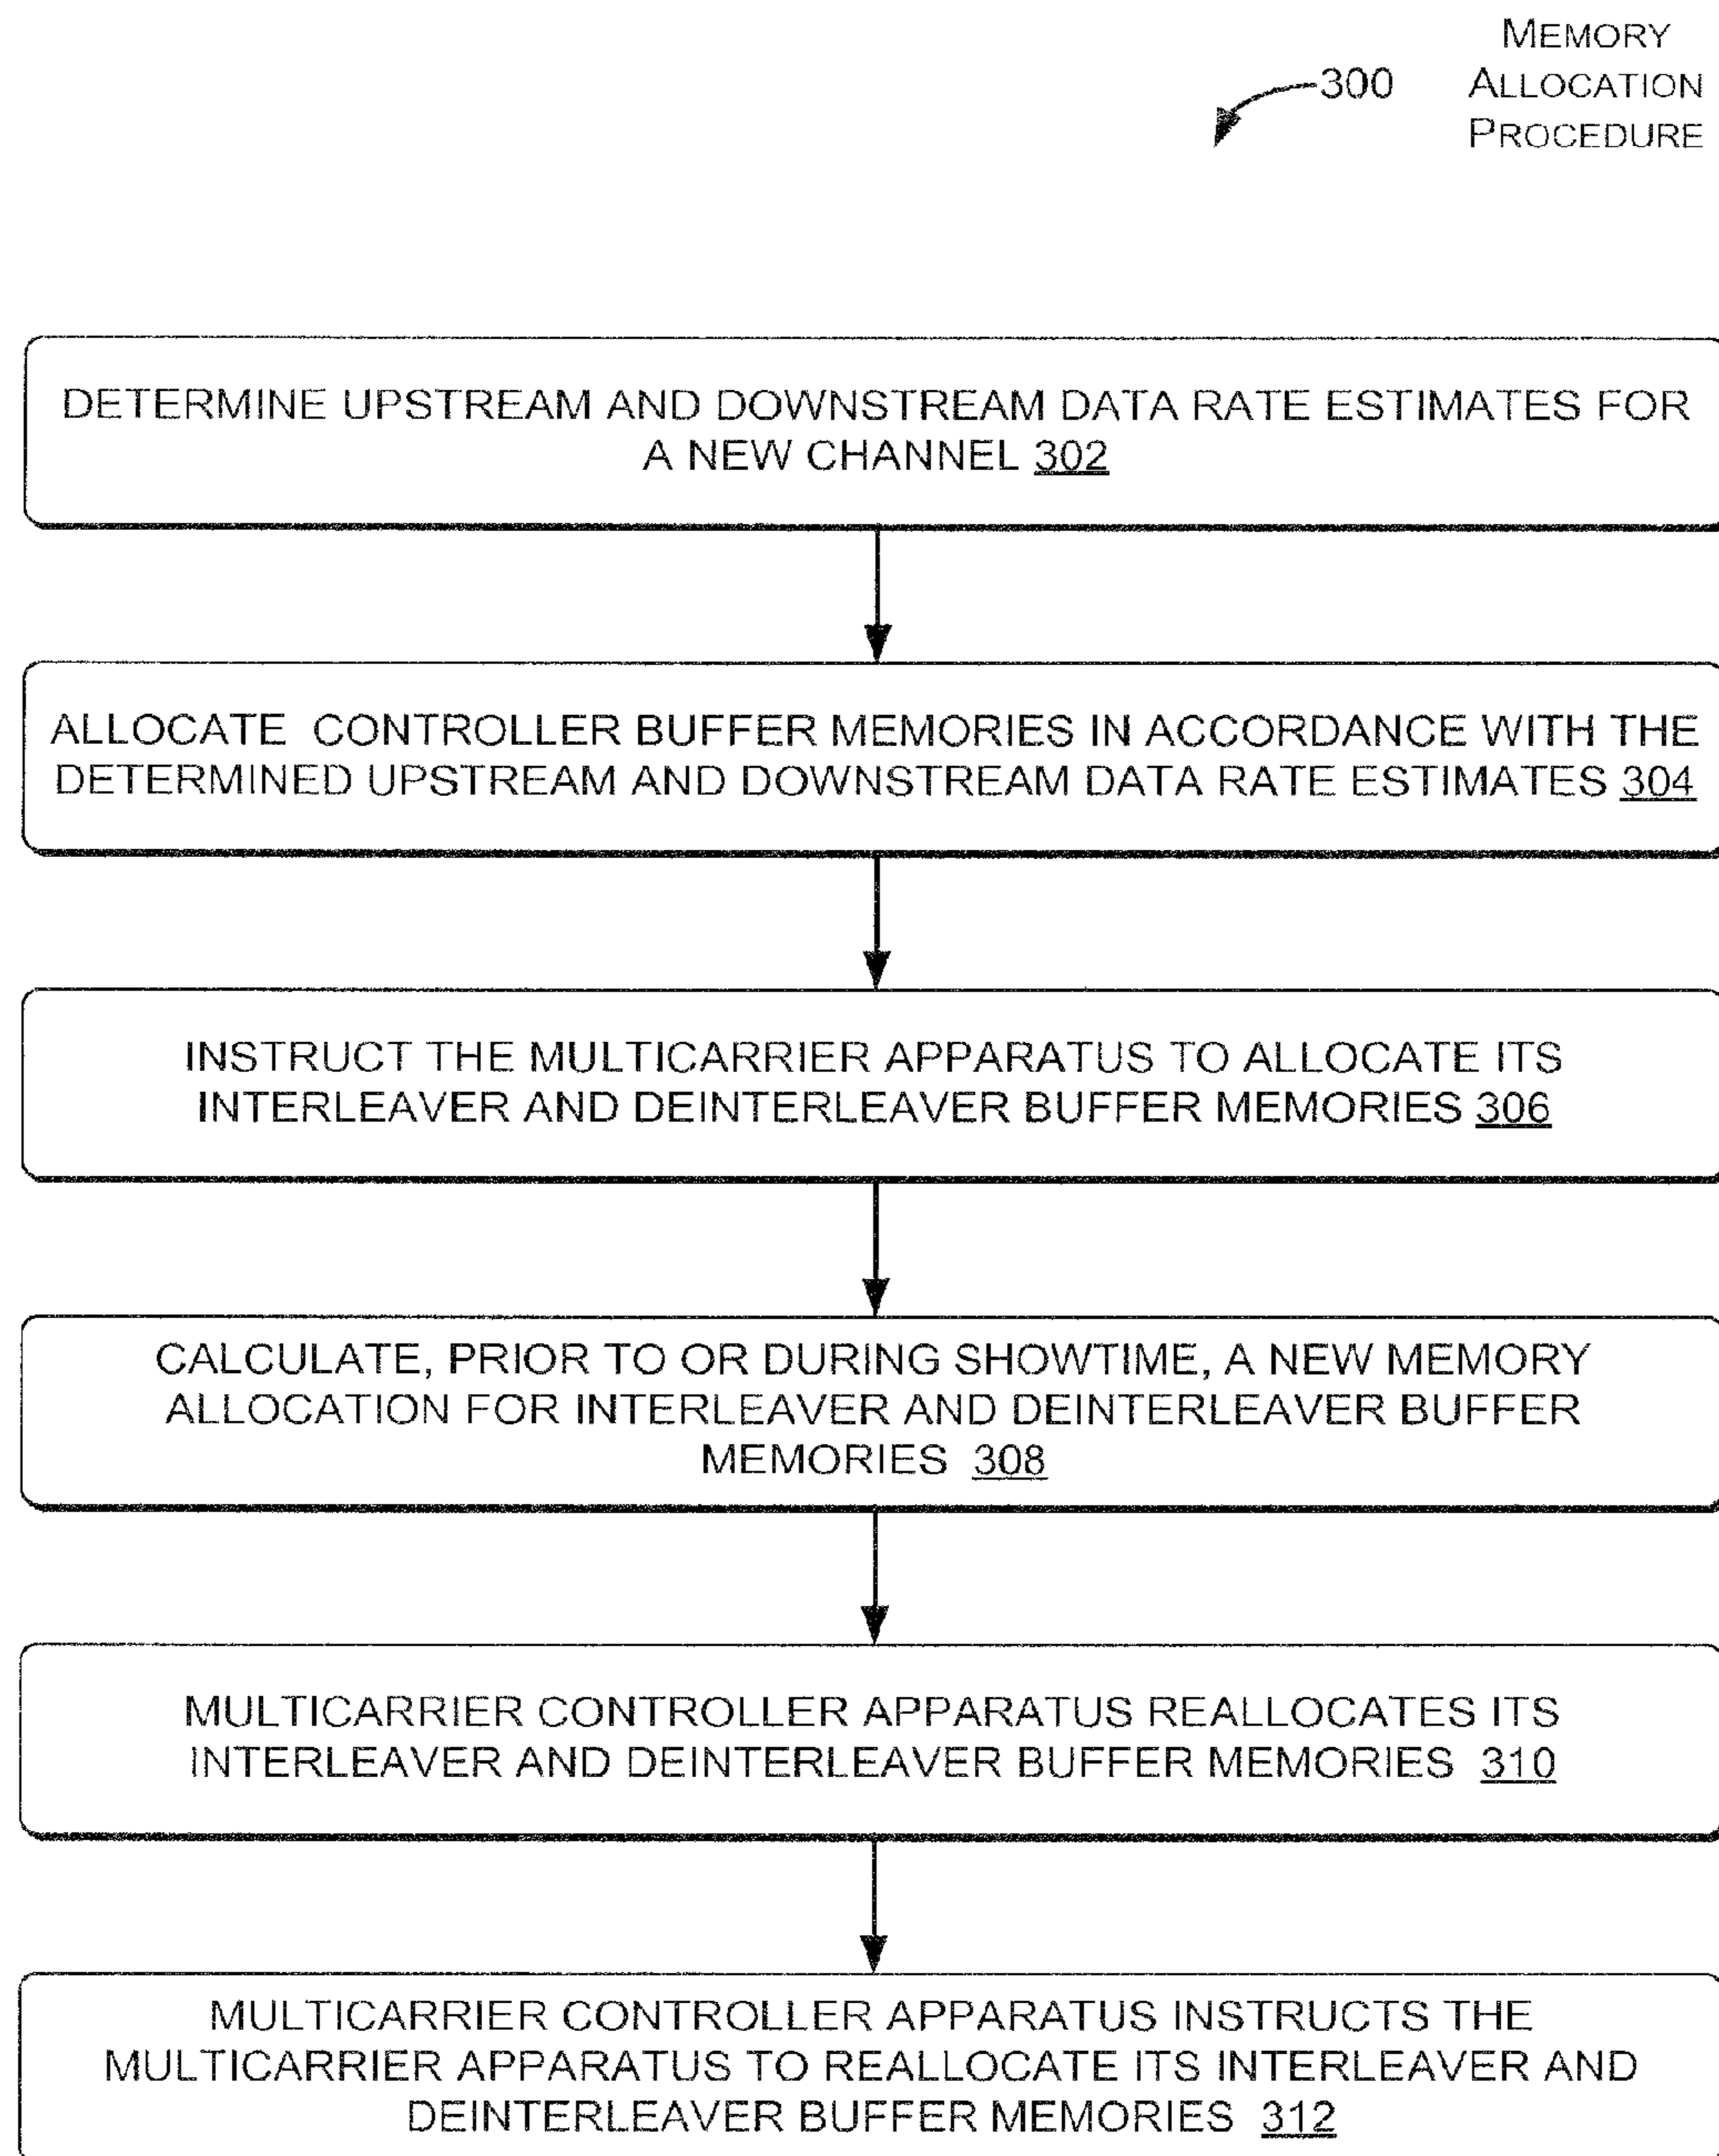 MEMORY
300 ALLOCATION
PROCEDURE
DETERMINE UPSTREAM AND DOWNSTREAM DATA RATE ESTIMATES FOR
A NEW CHANNEL 302
ALLOCATE CONTROLLER BUFFER MEMORIES IN ACCORDANCE WITH THE
DETERMINED UPSTREAM AND DOWNSTREAM DATA RATE ESTIMATES 304
INSTRUCT THE MULTICARRIER APPARATUS TO ALLOCATE ITS
INTERLEAVER AND DEINTERLEAVER BUFFER MEMORIES 306
CALCULATE, PRIOR TO OR DURING SHOWTIME, A NEW MEMORY
ALLOCATION FOR INTERLEAVER AND DEINTERLEAVER BUFFER
MEMORIES 308
MULTICARRIER CONTROLLER APPARATUS REALLOCATES ITS
INTERLEAVER AND DEINTERLEAVER BUFFER MEMORIES 310
MULTICARRIER CONTROLLER APPARATUS INSTRUCTS THE
MULTICARRIER APPARATUS TO REALLOCATE ITS INTERLEAVER AND
DEINTERLEAVER BUFFER MEMORIES 312